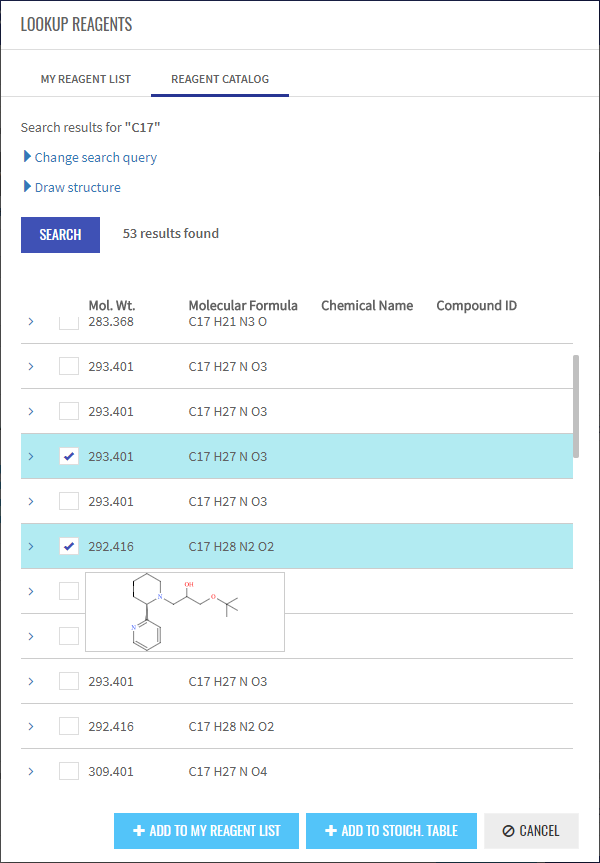 LOOKUP REAGENTS
MY REAGENT LIST REAGENT CATALOG
Search results for "C17"
Change search query
Draw structure
SEARCH 53 results found
Mol. Wt. Molecular Formula Chemical Name Compound ID
283.368 C17 H21 N3 O
293.401 C17 H27 N O3
293.401 C17 H27 N O3
293.401 C17 H27 N O3
293.401 C17 H27 N O3
292.416 C17 H28 N2 O2
OH
N O
N
293.401 C17 H27 N O3
292.416 C17 H28 N2 O2
309.401 C17 H27 N O4
ADD TO MY REAGENT LIST ADD TO STOICH. TABLE CANCEL